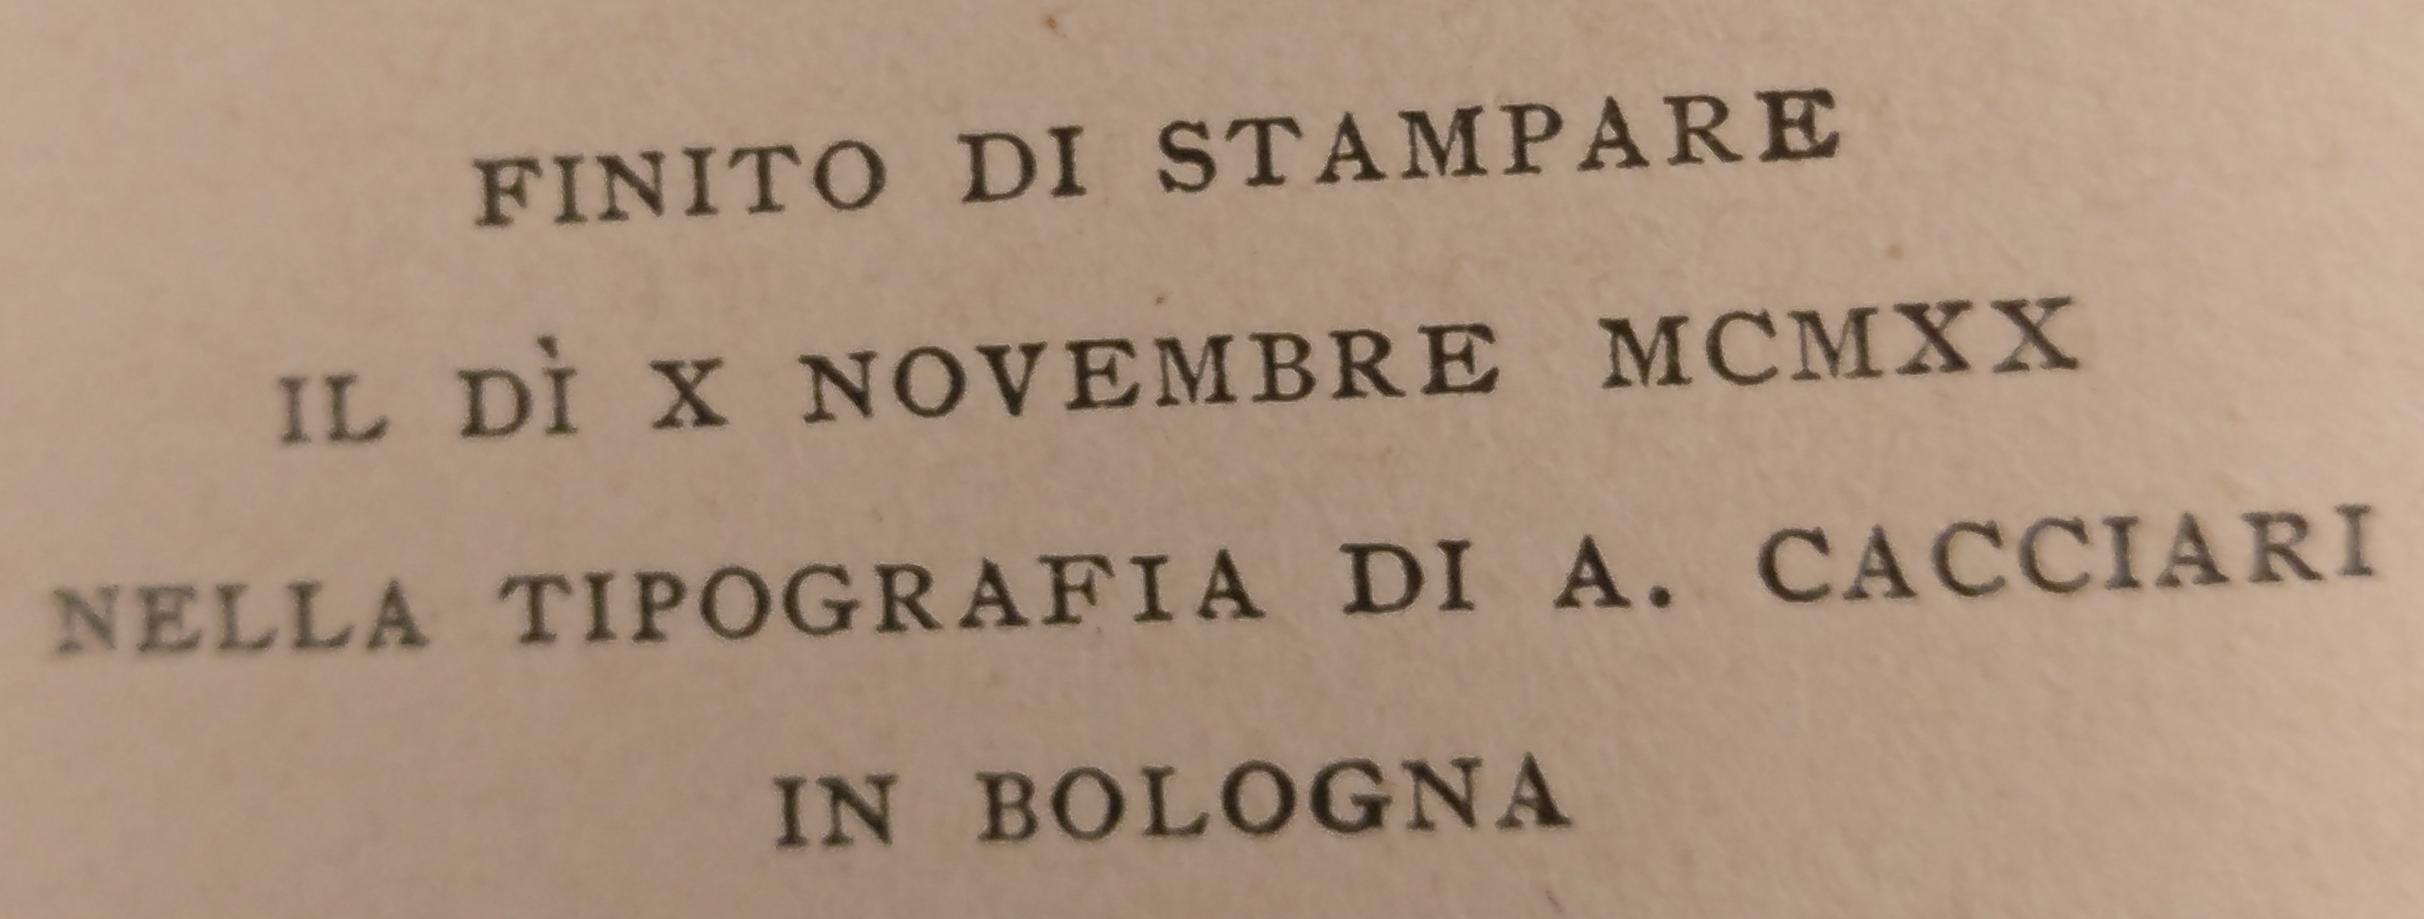 FINITO DI STAMPARE
IL DÌ X NOVEMBRE MCMXX
NELLA TIPOGRAFIA DI A. CACCIARI
IN BOLOGNA